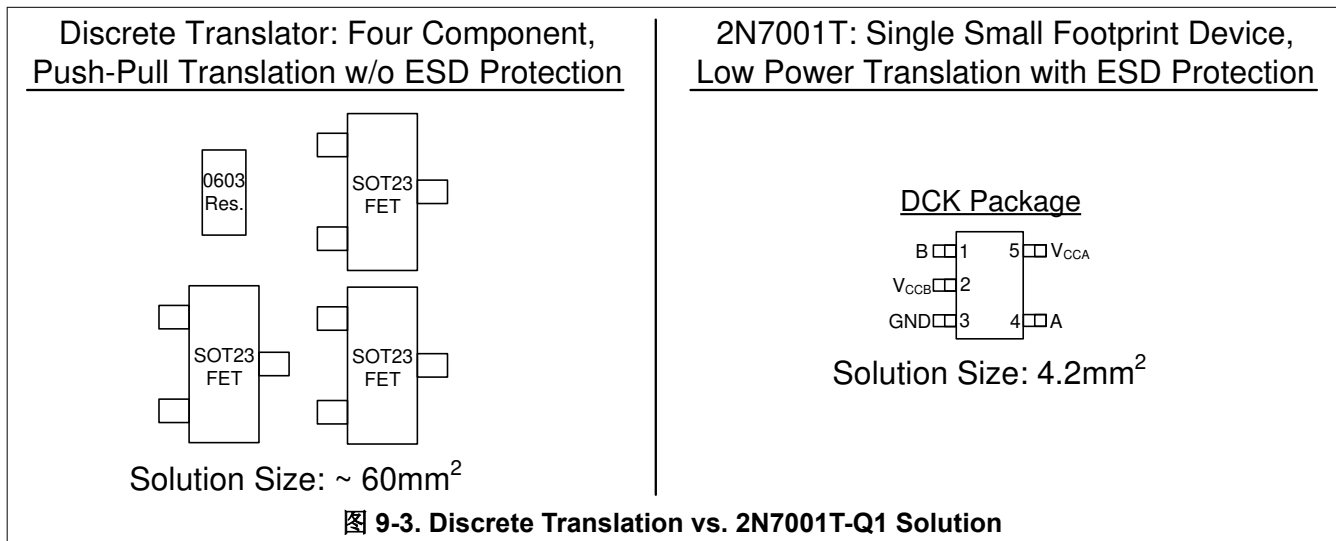 Discrete Translator: Four Component,
Push-Pull Translation w/o ESD Protection
0603
Res.
SOT23
FET
SOT23
FET
SOT23
FET
Solution Size: ~ 60mm²
2N7001T: Single Small Footprint Device,
Low Power Translation with ESD Protection
DCK Package
B 1 5 VCCA
VCCB 2
GND 3 4 A
Solution Size: 4.2mm²
图 9-3. Discrete Translation vs. 2N7001T-Q1 Solution